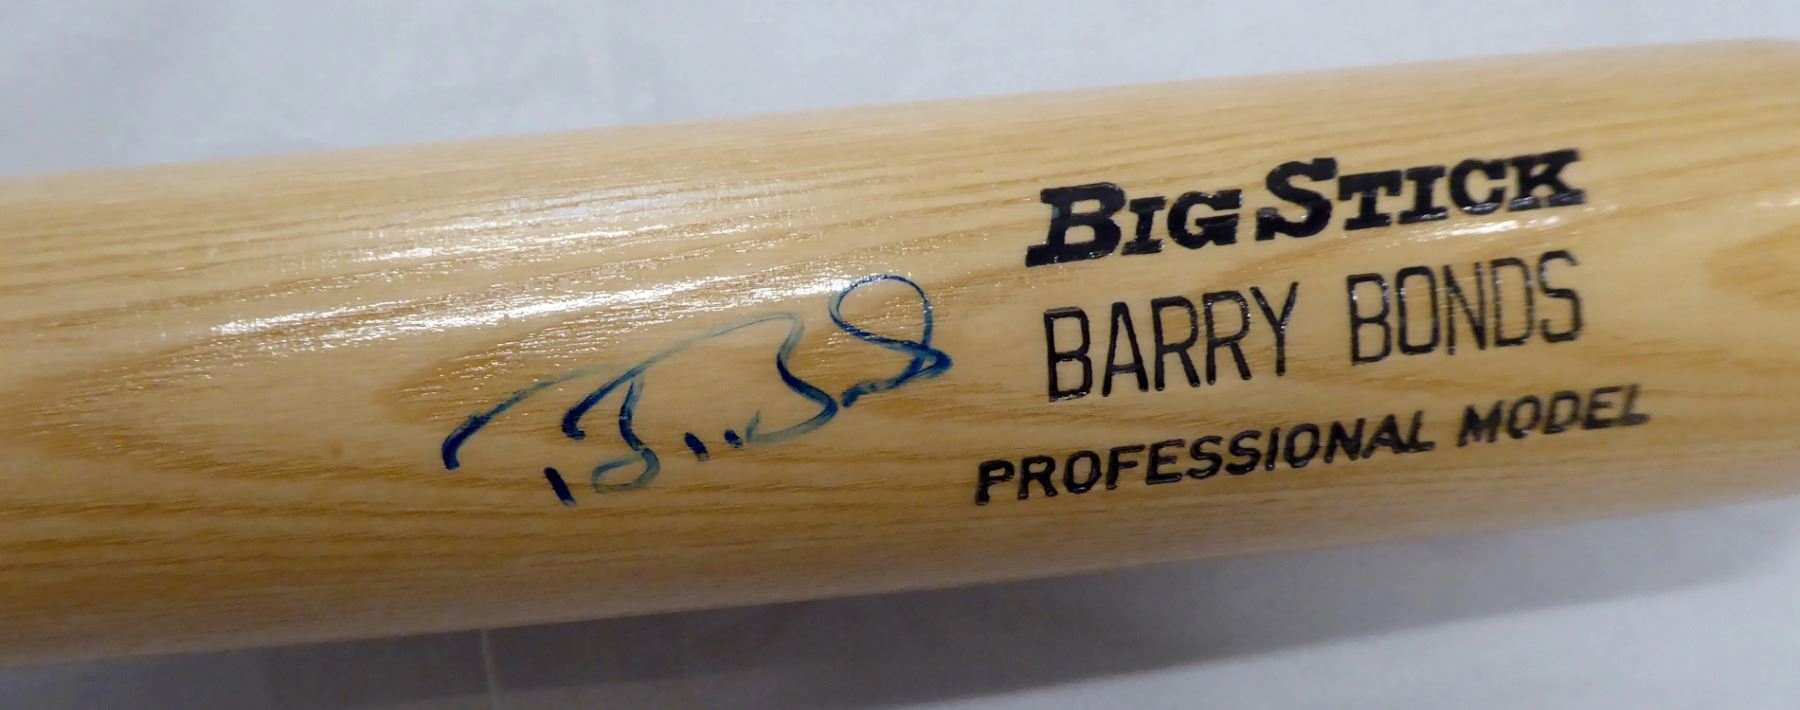 BIG STICK
BARRY BONDS
PROFESSIONAL MODEL